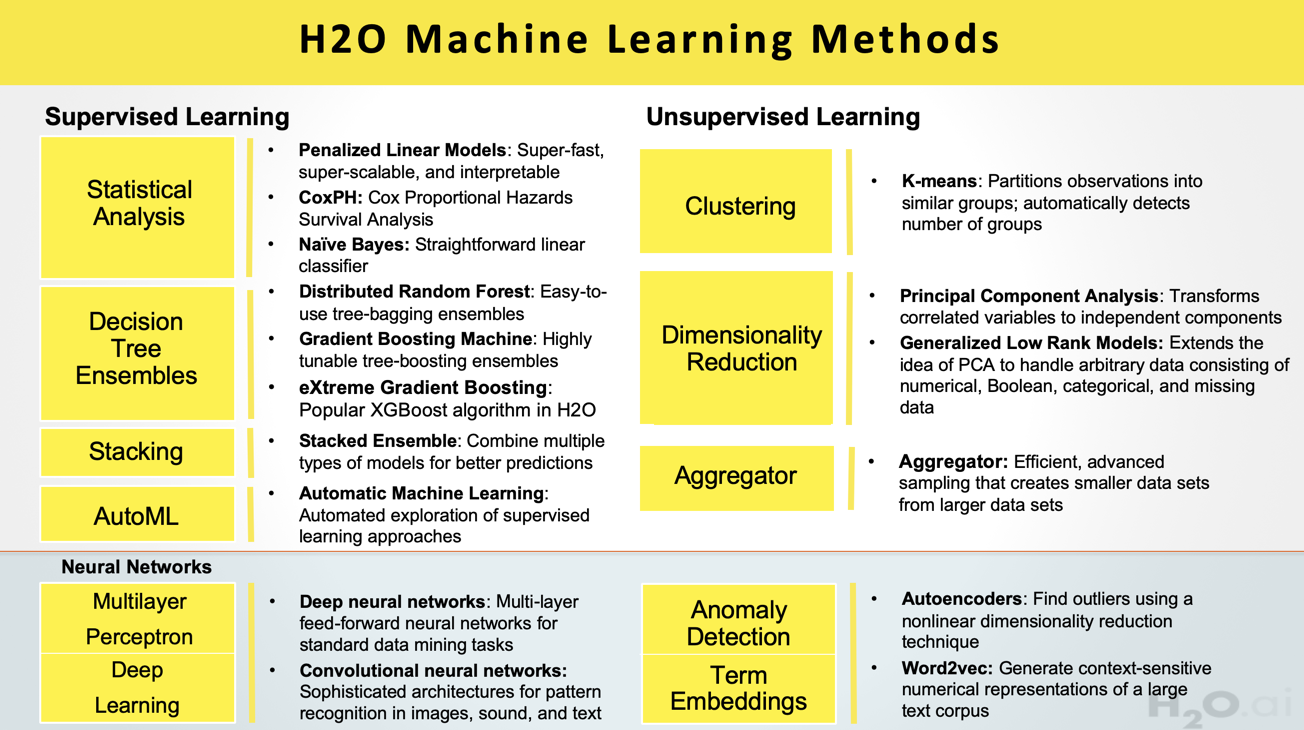 H2O Machine Learning Methods
Supervised Learning
Statistical
Analysis
• Penalized Linear Models: Super-fast,
super-scalable, and interpretable
• CoxPH: Cox Proportional Hazards
Survival Analysis
• Naïve Bayes: Straightforward linear
classifier
Decision
Tree
Ensembles
• Distributed Random Forest: Easy-to-
use tree-bagging ensembles
• Gradient Boosting Machine: Highly
tunable tree-boosting ensembles
• eXtreme Gradient Boosting:
Popular XGBoost algorithm in H2O
Stacking
• Stacked Ensemble: Combine multiple
types of models for better predictions
AutoML
• Automatic Machine Learning:
Automated exploration of supervised
learning approaches
Unsupervised Learning
Clustering
• K-means: Partitions observations into
similar groups; automatically detects
number of groups
Dimensionality
Reduction
• Principal Component Analysis: Transforms
correlated variables to independent components
• Generalized Low Rank Models: Extends the
idea of PCA to handle arbitrary data consisting of
numerical, Boolean, categorical, and missing
data
Aggregator
• Aggregator: Efficient, advanced
sampling that creates smaller data sets
from larger data sets
Neural Networks
Multilayer
Perceptron
Deep
Learning
• Deep neural networks: Multi-layer
feed-forward neural networks for
standard data mining tasks
• Convolutional neural networks:
Sophisticated architectures for pattern
recognition in images, sound, and text
Anomaly
Detection
Term
Embeddings
• Autoencoders: Find outliers using a
nonlinear dimensionality reduction
technique
• Word2vec: Generate context-sensitive
numerical representations of a large
text corpus
H2O.ai